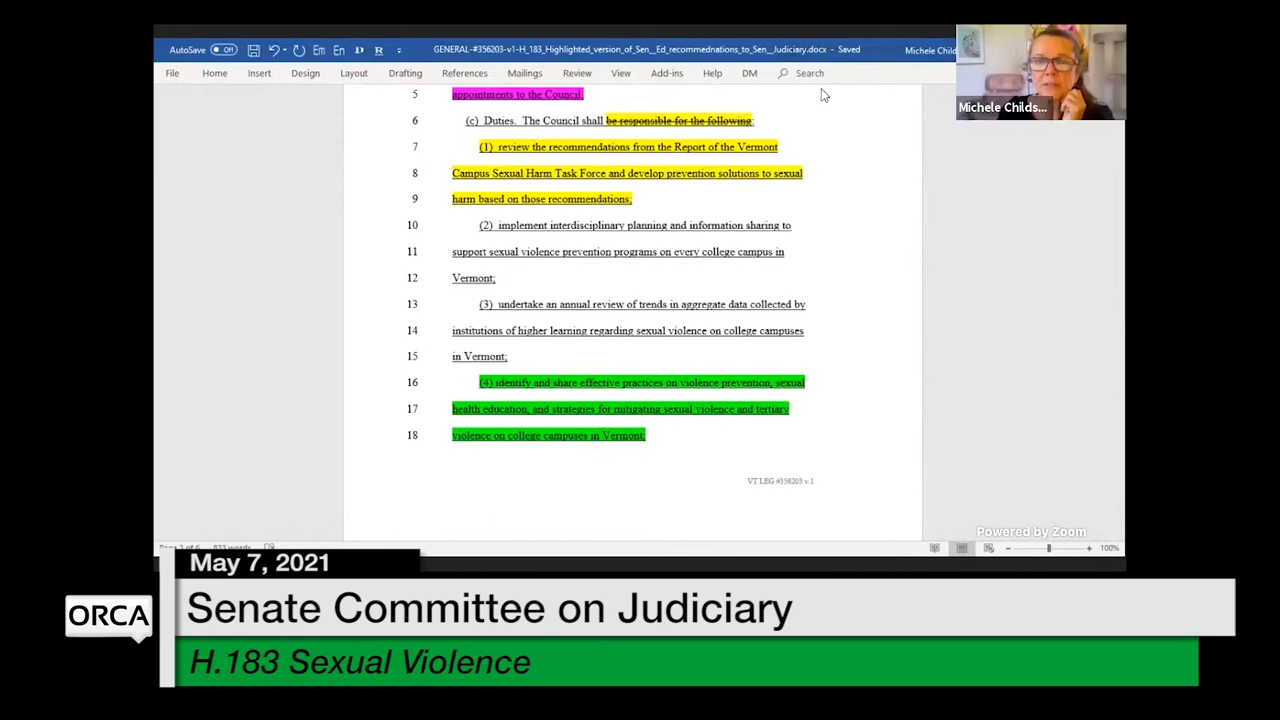 AutoSave Off Em En D R GENERAL-#356203-v1-H_183_Highlighted_version_of_Sen__Ed_recommednations_to_Sen__Judiciary.docx - Saved Michele Chil
File Home Insert Design Layout Drafting References Mailings Review View Add-ins Help DM Search
Michele Childs...
5 appointments to the Council.
6 (c) Duties. The Council shall be responsible for the following:
7 (1) review the recommendations from the Report of the Vermont
8 Campus Sexual Harm Task Force and develop prevention solutions to sexual
9 harm based on those recommendations;
10 (2) implement interdisciplinary planning and information sharing to
11 support sexual violence prevention programs on every college campus in
12 Vermont;
13 (3) undertake an annual review of trends in aggregate data collected by
14 institutions of higher learning regarding sexual violence on college campuses
15 in Vermont;
16 (4) identify and share effective practices on violence prevention, sexual
17 health education, and strategies for mitigating sexual violence and tertiary
18 violence on college campuses in Vermont;
VT LEG #356203 v.1
Powered by Zoom
100%
May 7, 2021
ORCA
Senate Committee on Judiciary
H.183 Sexual Violence